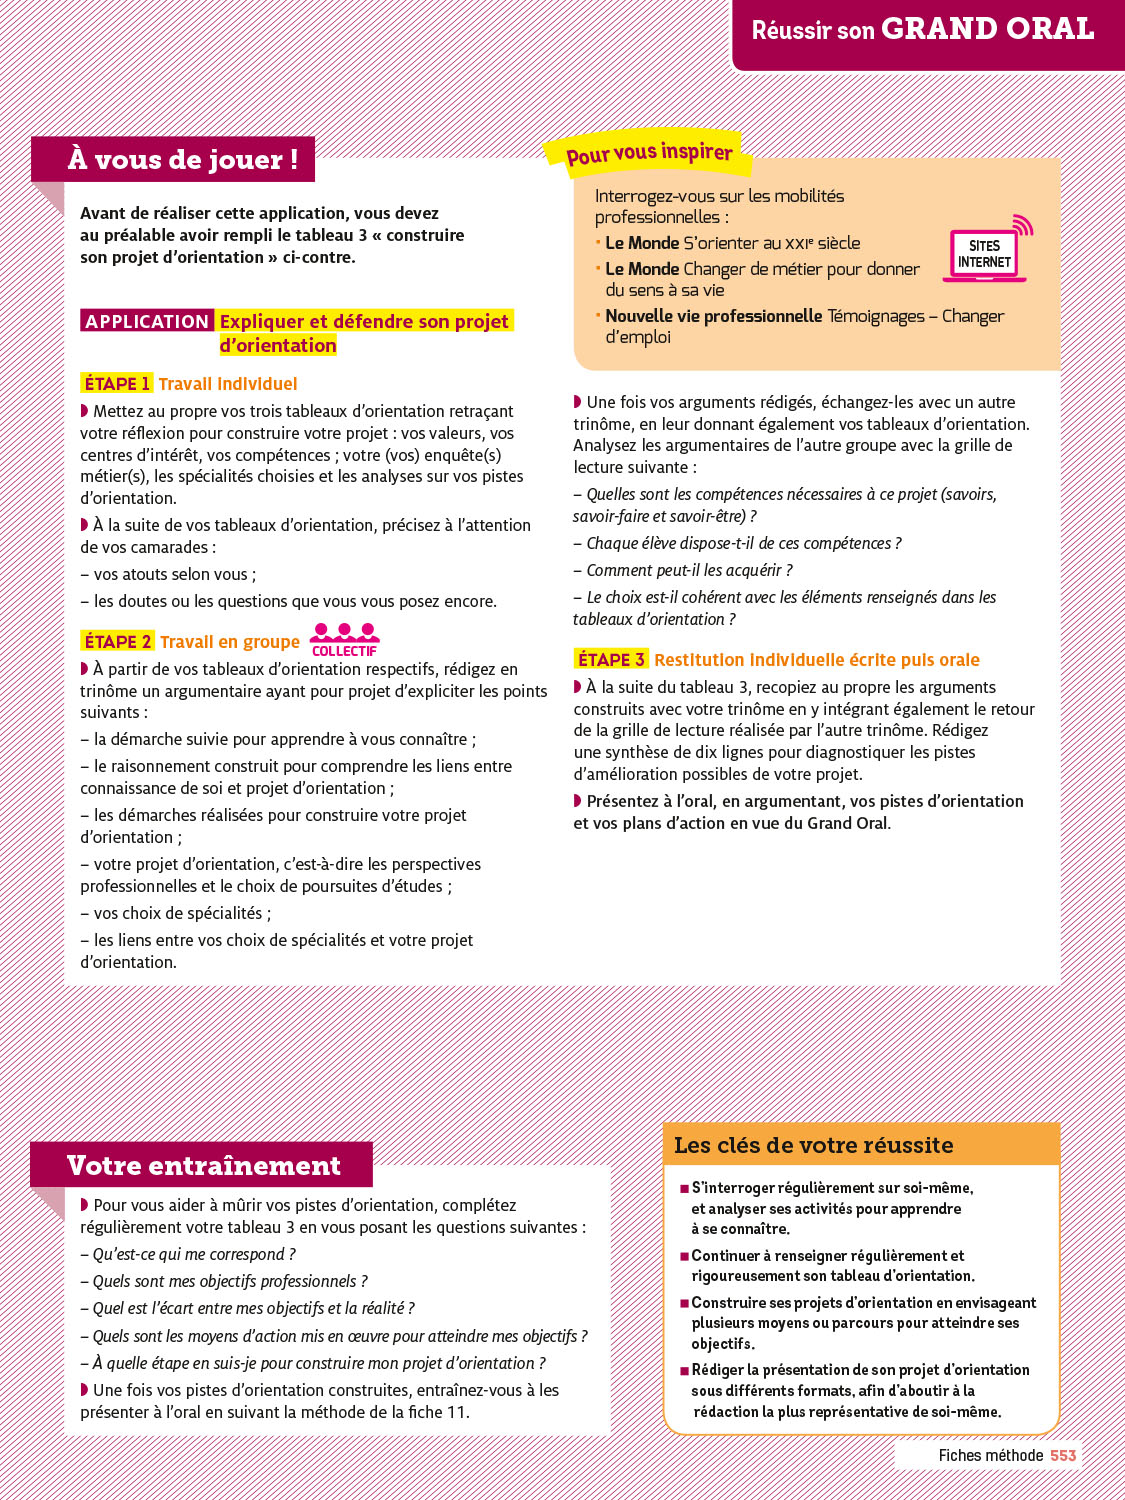 Réussir son GRAND ORAL
À vous de jouer !
Avant de réaliser cette application, vous devez
au préalable avoir rempli le tableau 3 « construire
son projet d'orientation » ci-contre.
APPLICATION Expliquer et défendre son projet
d'orientation
ÉTAPE 1 Travail individuel
◗ Mettez au propre vos trois tableaux d'orientation retraçant
votre réflexion pour construire votre projet : vos valeurs, vos
centres d'intérêt, vos compétences ; votre (vos) enquête(s)
métier(s), les spécialités choisies et les analyses sur vos pistes
d'orientation.
◗ À la suite de vos tableaux d'orientation, précisez à l'attention
de vos camarades :
– vos atouts selon vous ;
– les doutes ou les questions que vous vous posez encore.
ÉTAPE 2 Travail en groupe
COLLECTIF
◗ À partir de vos tableaux d'orientation respectifs, rédigez en
trinôme un argumentaire ayant pour projet d'expliciter les points
suivants :
– la démarche suivie pour apprendre à vous connaître ;
– le raisonnement construit pour comprendre les liens entre
connaissance de soi et projet d'orientation ;
– les démarches réalisées pour construire votre projet
d'orientation ;
– votre projet d'orientation, c'est-à-dire les perspectives
professionnelles et le choix de poursuites d'études ;
– vos choix de spécialités ;
– les liens entre vos choix de spécialités et votre projet
d'orientation.
Pour vous inspirer
Interrogez-vous sur les mobilités
professionnelles :
• Le Monde S'orienter au XXIe siècle
• Le Monde Changer de métier pour donner
du sens à sa vie
• Nouvelle vie professionnelle Témoignages – Changer
d'emploi
SITES
INTERNET
◗ Une fois vos arguments rédigés, échangez-les avec un autre
trinôme, en leur donnant également vos tableaux d'orientation.
Analysez les argumentaires de l'autre groupe avec la grille de
lecture suivante :
– Quelles sont les compétences nécessaires à ce projet (savoirs,
savoir-faire et savoir-être) ?
– Chaque élève dispose-t-il de ces compétences ?
– Comment peut-il les acquérir ?
– Le choix est-il cohérent avec les éléments renseignés dans les
tableaux d'orientation ?
ÉTAPE 3 Restitution individuelle écrite puis orale
◗ À la suite du tableau 3, recopiez au propre les arguments
construits avec votre trinôme en y intégrant également le retour
de la grille de lecture réalisée par l'autre trinôme. Rédigez
une synthèse de dix lignes pour diagnostiquer les pistes
d'amélioration possibles de votre projet.
◗ Présentez à l'oral, en argumentant, vos pistes d'orientation
et vos plans d'action en vue du Grand Oral.
Votre entraînement
◗ Pour vous aider à mûrir vos pistes d'orientation, complétez
régulièrement votre tableau 3 en vous posant les questions suivantes :
– Qu'est-ce qui me correspond ?
– Quels sont mes objectifs professionnels ?
– Quel est l'écart entre mes objectifs et la réalité ?
– Quels sont les moyens d'action mis en œuvre pour atteindre mes objectifs ?
– À quelle étape en suis-je pour construire mon projet d'orientation ?
◗ Une fois vos pistes d'orientation construites, entraînez-vous à les
présenter à l'oral en suivant la méthode de la fiche 11.
Les clés de votre réussite
■ S'interroger régulièrement sur soi-même,
et analyser ses activités pour apprendre
à se connaître.
■ Continuer à renseigner régulièrement et
rigoureusement son tableau d'orientation.
■ Construire ses projets d'orientation en envisageant
plusieurs moyens ou parcours pour atteindre ses
objectifs.
■ Rédiger la présentation de son projet d'orientation
sous différents formats, afin d'aboutir à la
rédaction la plus représentative de soi-même.
Fiches méthode 553